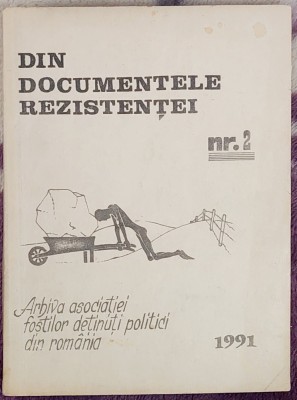 DIN
DOCUMENTELE
REZISTENȚEI
nr. 2
Arhiva asociației
foștilor deținuți politici
din românia
1991